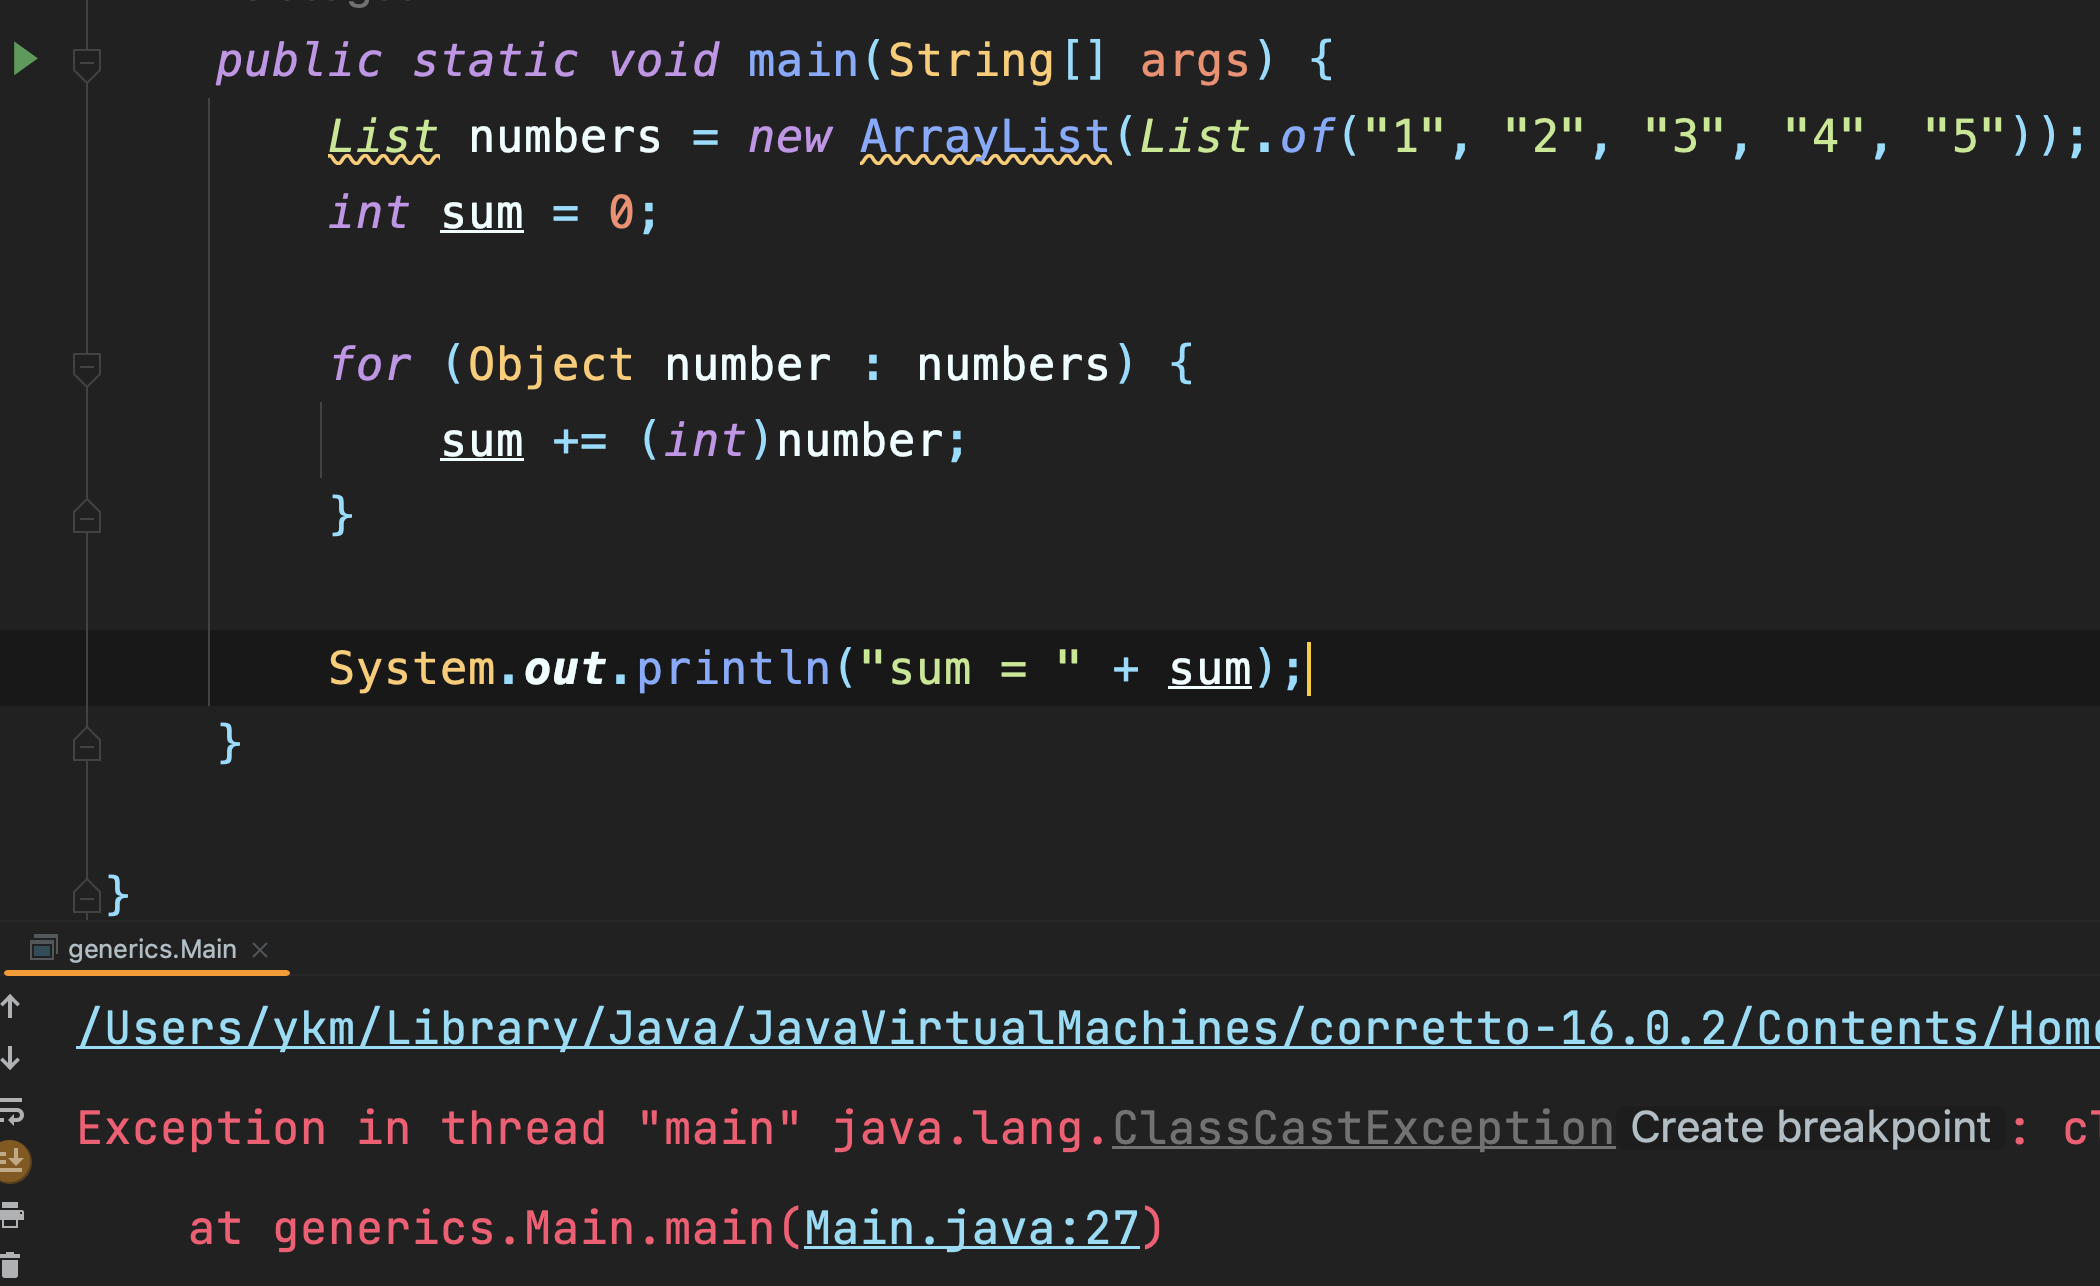 public static void main(String[] args) {
List numbers = new ArrayList(List.of("1", "2", "3", "4", "5"));
int sum = 0;
for (Object number : numbers) {
sum += (int)number;
}
System.out.println("sum = " + sum);
}
}
generics.Main
/Users/ykm/Library/Java/JavaVirtualMachines/corretto-16.0.2/Contents/Home
Exception in thread "main" java.lang.ClassCastException Create breakpoint : cl
at generics.Main.main(Main.java:27)